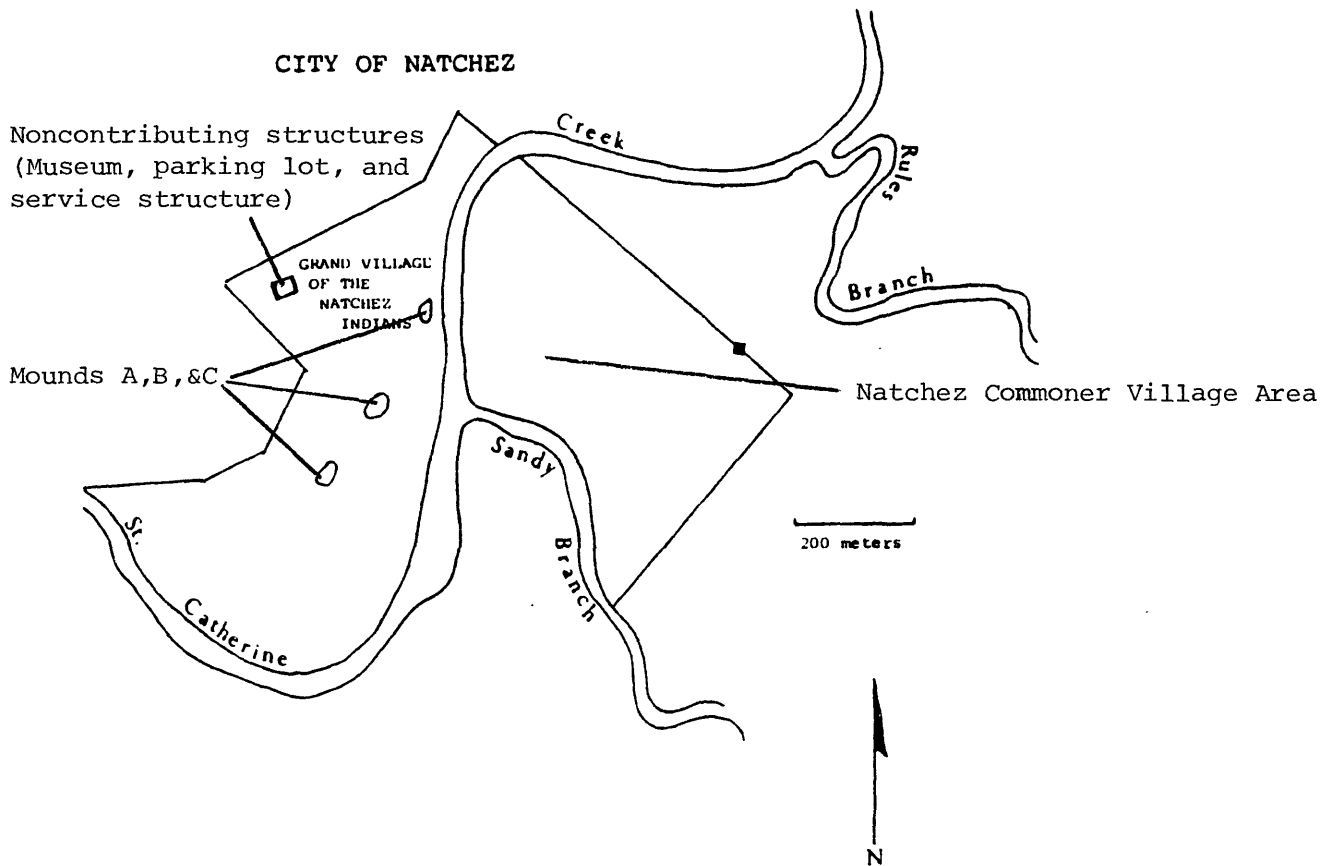 CITY OF NATCHEZ
Creek
Noncontributing structures
(Museum, parking lot, and
service structure)
Rules
GRAND VILLAGE
OF THE
NATCHEZ
INDIANS
Branch
Mounds A,B,&C
Natchez Commoner Village Area
Sandy
St.
200 meters
Branch
Catherine
N